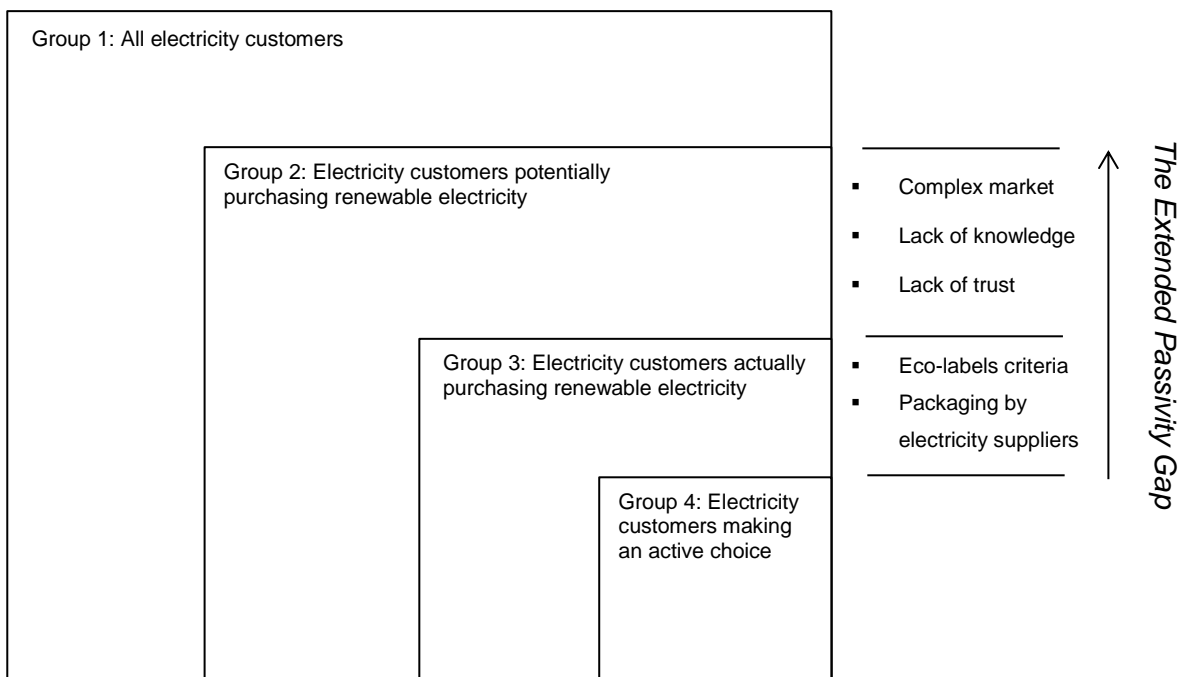 Group 1: All electricity customers
Group 2: Electricity customers potentially
purchasing renewable electricity
▪ Complex market
▪ Lack of knowledge
▪ Lack of trust
Group 3: Electricity customers actually
purchasing renewable electricity
▪ Eco-labels criteria
▪ Packaging by
electricity suppliers
Group 4: Electricity
customers making
an active choice
The Extended Passivity Gap